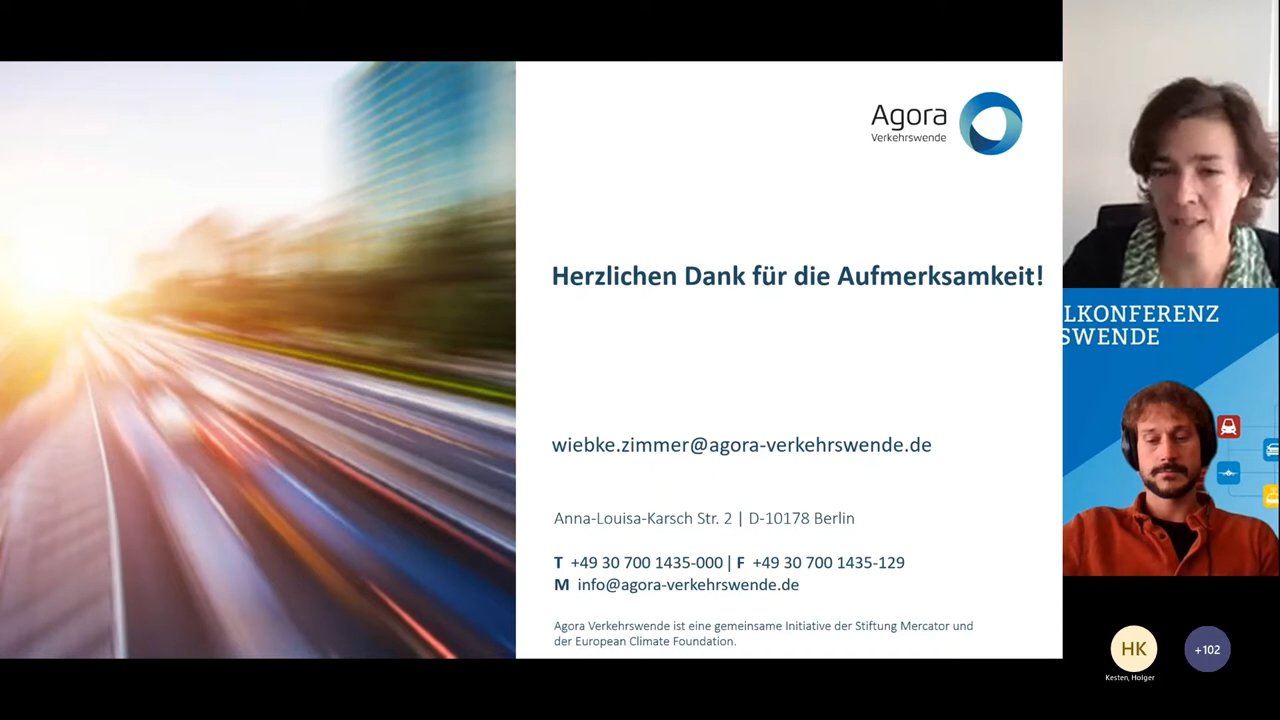 Agora
Verkehrswende
Herzlichen Dank für die Aufmerksamkeit!
wiebke.zimmer@agora-verkehrswende.de
Anna-Louisa-Karsch Str. 2 | D-10178 Berlin
T +49 30 700 1435-000 | F +49 30 700 1435-129
M info@agora-verkehrswende.de
Agora Verkehrswende ist eine gemeinsame Initiative der Stiftung Mercator und
der European Climate Foundation.
LKONFERENZ
SWENDE
HK
+102
Kesten, Holger